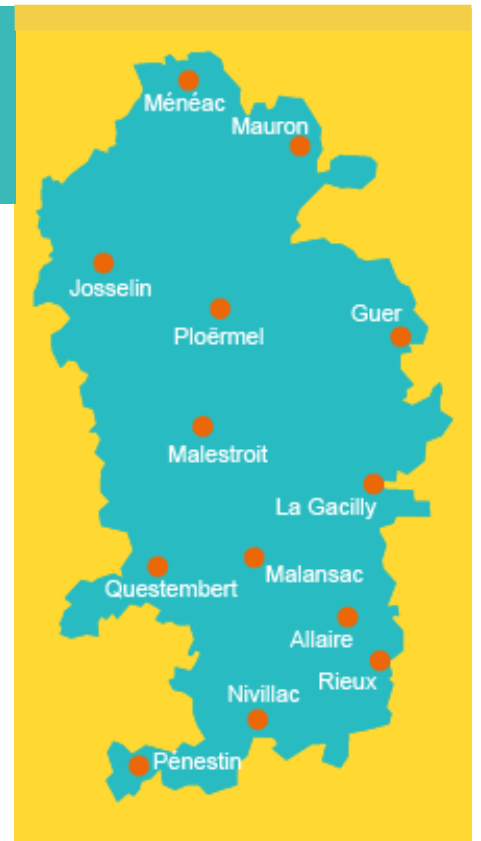 Ménéac
Mauron
Josselin
Guer
Ploërmel
Malestroit
La Gacilly
Malansac
Questembert
Allaire
Rieux
Nivillac
Pénestin